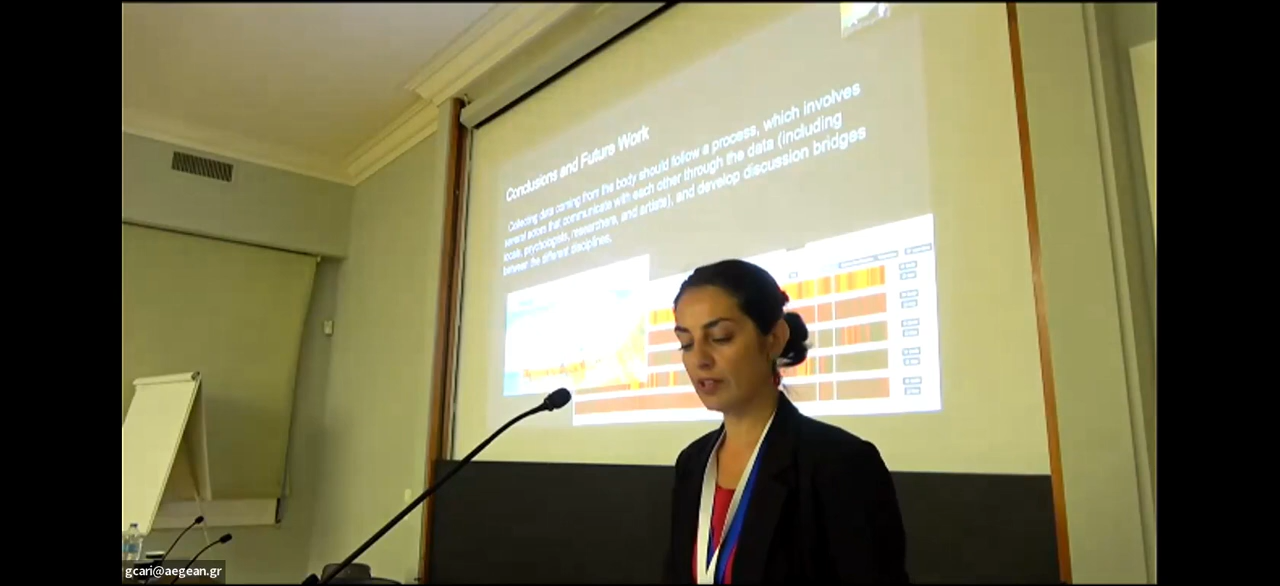 Conclusions and Future Work
Collecting data coming from the body should follow a process, which involves
several actors that communicate with each other through the data (including
locals, psychologists, researchers, and artists), and develop discussion bridges
between the different disciplines.
gcari@aegean.gr